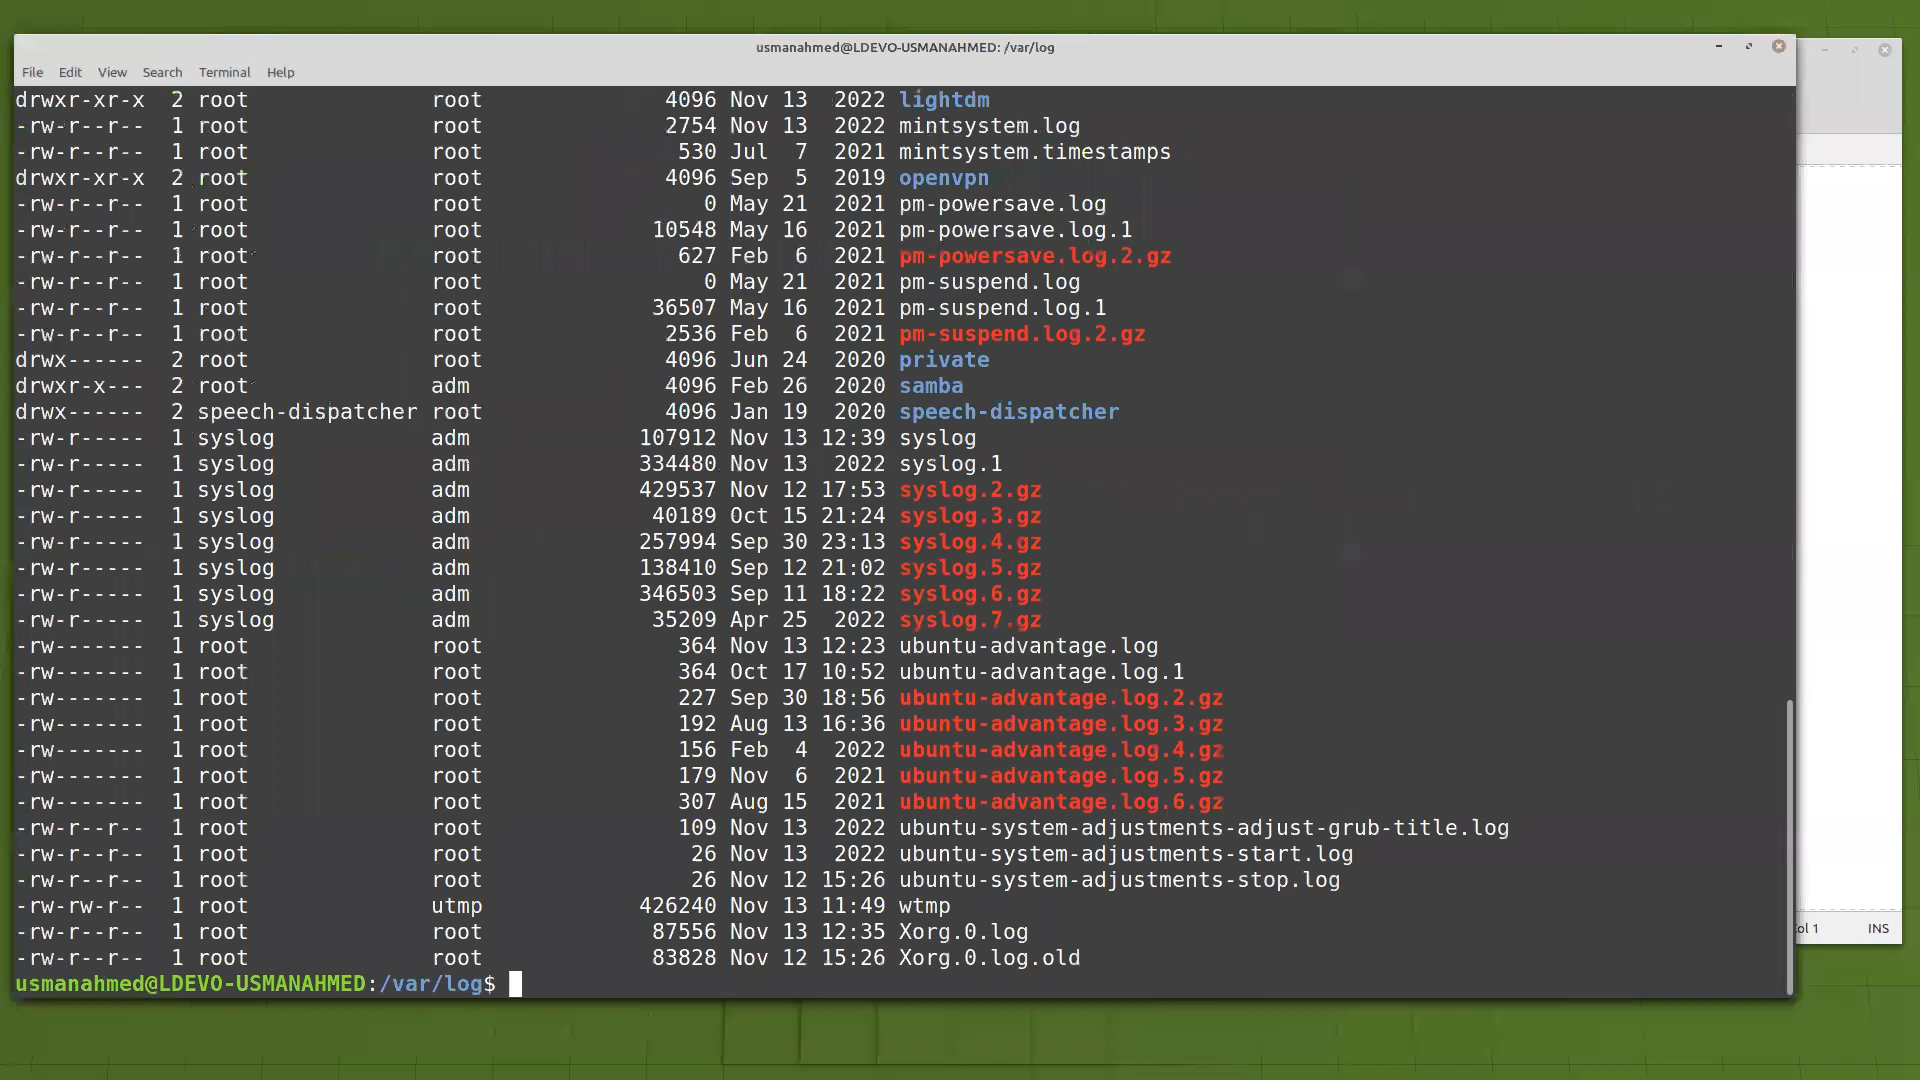 usmanahmed@LDEVO-USMANAHMED: /var/log
File Edit View Search Terminal Help
drwxr-xr-x 2 root root 4096 Nov 13 2022 lightdm
-rw-r--r-- 1 root root 2754 Nov 13 2022 mintsystem.log
-rw-r--r-- 1 root root 530 Jul 7 2021 mintsystem.timestamps
drwxr-xr-x 2 root root 4096 Sep 5 2019 openvpn
-rw-r--r-- 1 root root 0 May 21 2021 pm-powersave.log
-rw-r--r-- 1 root root 10548 May 16 2021 pm-powersave.log.1
-rw-r--r-- 1 root root 627 Feb 6 2021 pm-powersave.log.2.gz
-rw-r--r-- 1 root root 0 May 21 2021 pm-suspend.log
-rw-r--r-- 1 root root 36507 May 16 2021 pm-suspend.log.1
-rw-r--r-- 1 root root 2536 Feb 6 2021 pm-suspend.log.2.gz
drwx------ 2 root root 4096 Jun 24 2020 private
drwxr-x--- 2 root adm 4096 Feb 26 2020 samba
drwx------ 2 speech-dispatcher root 4096 Jan 19 2020 speech-dispatcher
-rw-r----- 1 syslog adm 107912 Nov 13 12:39 syslog
-rw-r----- 1 syslog adm 334480 Nov 13 2022 syslog.1
-rw-r----- 1 syslog adm 429537 Nov 12 17:53 syslog.2.gz
-rw-r----- 1 syslog adm 40189 Oct 15 21:24 syslog.3.gz
-rw-r----- 1 syslog adm 257994 Sep 30 23:13 syslog.4.gz
-rw-r----- 1 syslog adm 138410 Sep 12 21:02 syslog.5.gz
-rw-r----- 1 syslog adm 346503 Sep 11 18:22 syslog.6.gz
-rw-r----- 1 syslog adm 35209 Apr 25 2022 syslog.7.gz
-rw------- 1 root root 364 Nov 13 12:23 ubuntu-advantage.log
-rw------- 1 root root 364 Oct 17 10:52 ubuntu-advantage.log.1
-rw------- 1 root root 227 Sep 30 18:56 ubuntu-advantage.log.2.gz
-rw------- 1 root root 192 Aug 13 16:36 ubuntu-advantage.log.3.gz
-rw------- 1 root root 156 Feb 4 2022 ubuntu-advantage.log.4.gz
-rw------- 1 root root 179 Nov 6 2021 ubuntu-advantage.log.5.gz
-rw------- 1 root root 307 Aug 15 2021 ubuntu-advantage.log.6.gz
-rw-r--r-- 1 root root 109 Nov 13 2022 ubuntu-system-adjustments-adjust-grub-title.log
-rw-r--r-- 1 root root 26 Nov 13 2022 ubuntu-system-adjustments-start.log
-rw-r--r-- 1 root root 26 Nov 12 15:26 ubuntu-system-adjustments-stop.log
-rw-rw-r-- 1 root utmp 426240 Nov 13 11:49 wtmp
-rw-r--r-- 1 root root 87556 Nov 13 12:35 Xorg.0.log
-rw-r--r-- 1 root root 83828 Nov 12 15:26 Xorg.0.log.old
usmanahmed@LDEVO-USMANAHMED:/var/log$
ol 1 INS